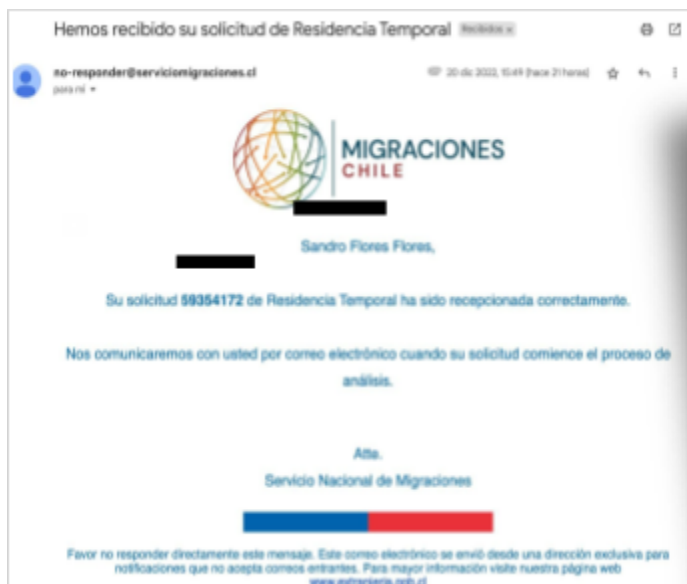 Hemos recibido su solicitud de Residencia Temporal Recibidos x
no-responder@serviciomigraciones.cl
20 dic 2022, 15:49 (hace 21 horas)
para mí
MIGRACIONES
CHILE
Sandro Flores Flores,
Su solicitud 59354172 de Residencia Temporal ha sido recepcionada correctamente.
Nos comunicaremos con usted por correo electrónico cuando su solicitud comience el proceso de
análisis.
Atte.
Servicio Nacional de Migraciones
Favor no responder directamente este mensaje. Este correo electrónico se envió desde una dirección exclusiva para
notificaciones que no acepta correos entrantes. Para mayor información visite nuestra página web
www.extranjeria.gob.cl